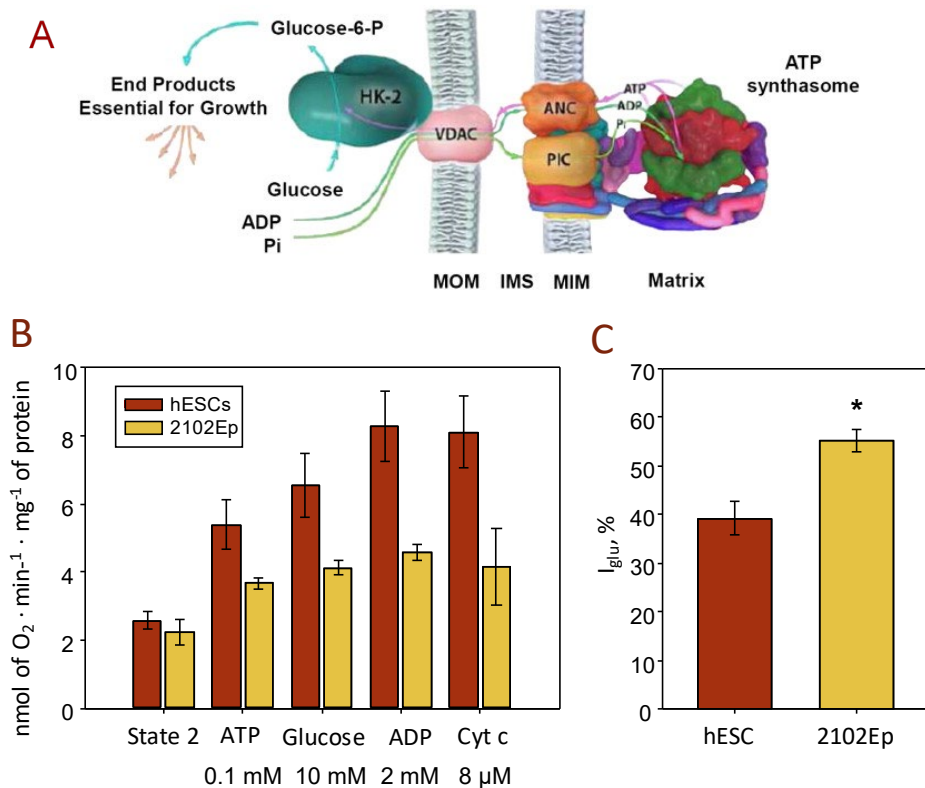 A
Glucose-6-P
End Products
Essential for Growth
HK-2
VDAC
ANC
PIC
ATP
ADP
Pi
ATP
synthasome
Glucose
ADP
Pi
MOM IMS MIM Matrix
B
nmol of O₂ · min-¹ · mg-¹ of protein
10
8
6
4
2
0
hESCs
2102Ep
State 2 ATP Glucose ADP Cyt c
0.1 mM 10 mM 2 mM 8 µM
C
Iglu, %
70
60
50
40
30
20
10
0
*
hESC 2102Ep